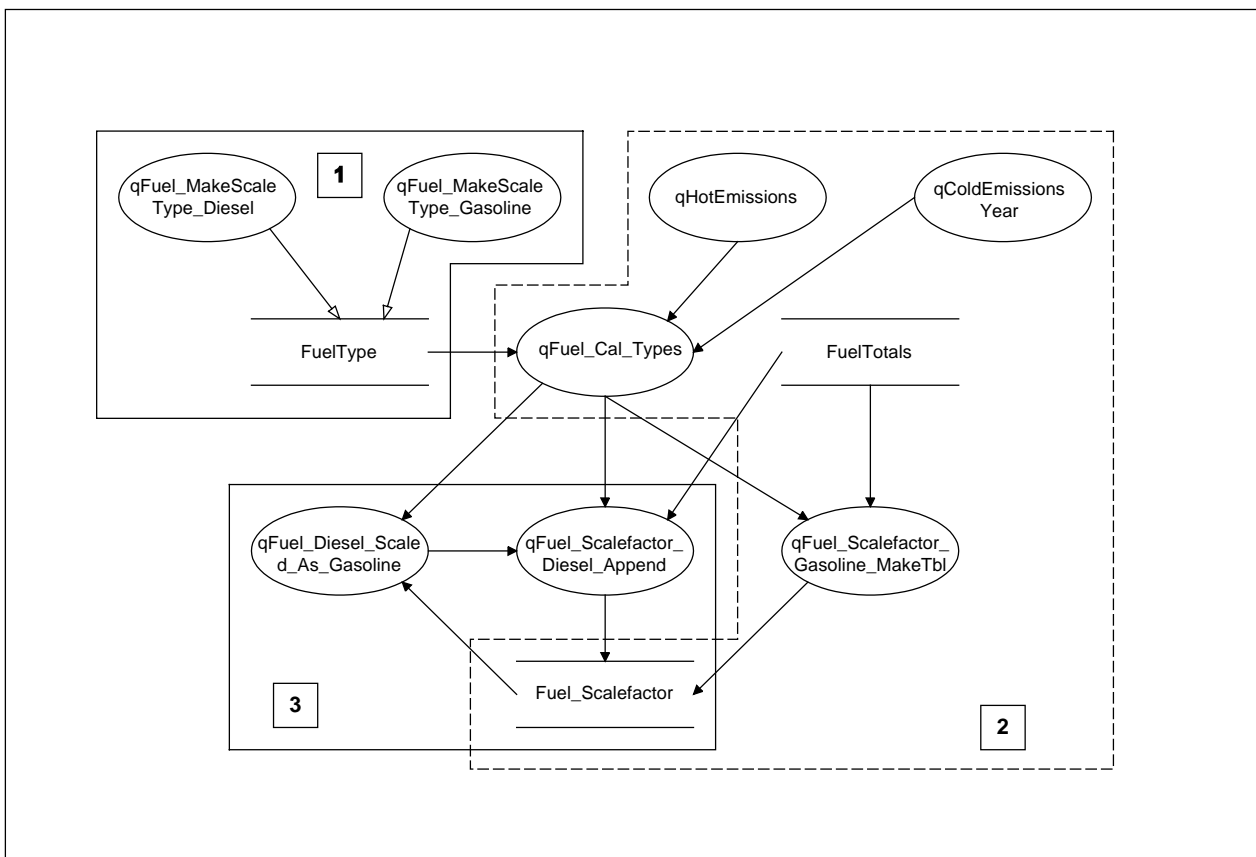 1
qFuel_MakeScale
Type_Diesel
qFuel_MakeScale
Type_Gasoline
qHotEmissions
qColdEmissions
Year
FuelType
qFuel_Cal_Types
FuelTotals
qFuel_Diesel_Scale
d_As_Gasoline
qFuel_Scalefactor_
Diesel_Append
qFuel_Scalefactor_
Gasoline_MakeTbl
3
Fuel_Scalefactor
2